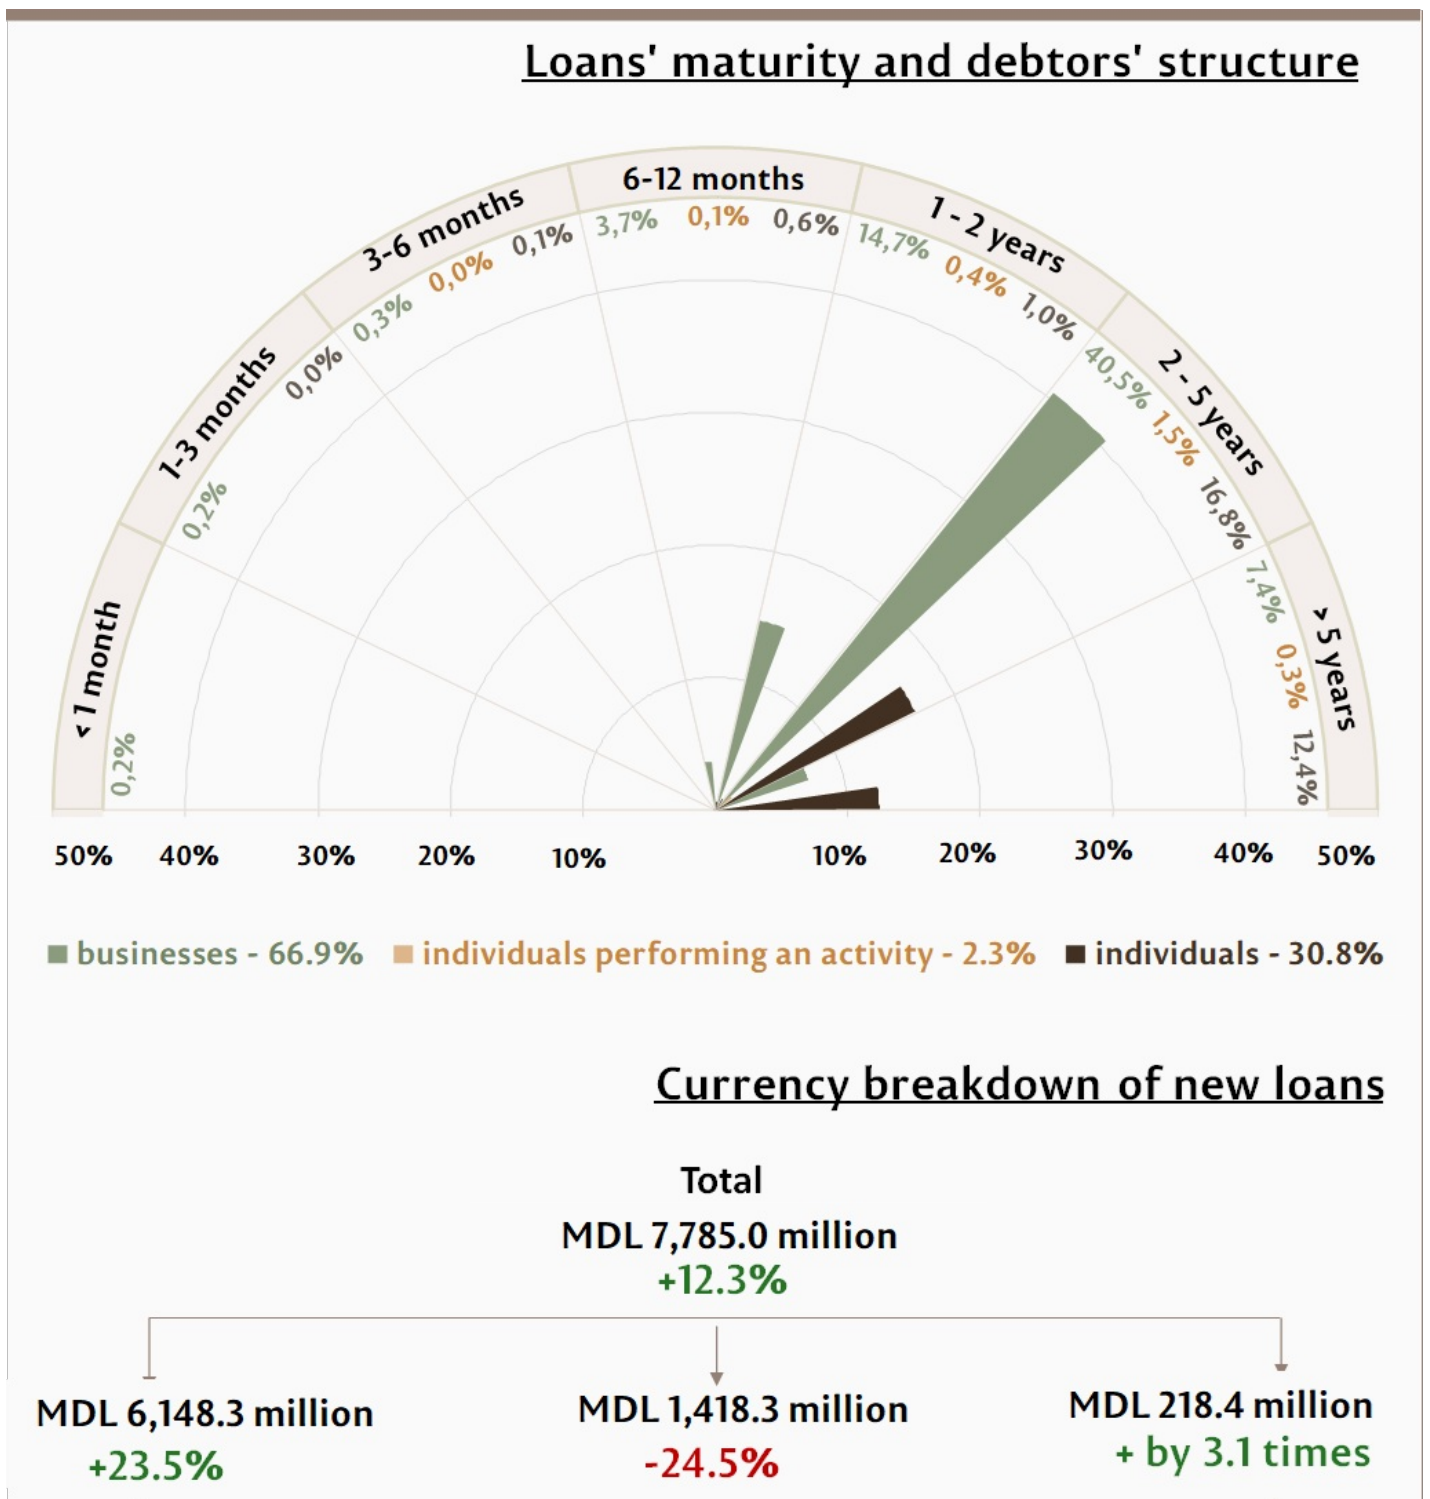 Loans' maturity and debtors' structure
< 1 month
1-3 months
3-6 months
6-12 months
1 - 2 years
2 - 5 years
> 5 years
0,2%
0,2%
0,0%
0,3%
0,0%
0,1%
3,7%
0,1%
0,6%
14,7%
0,4%
1,0%
40,5%
1,5%
16,8%
7,4%
0,3%
12,4%
50% 40% 30% 20% 10% 10% 20% 30% 40% 50%
businesses - 66.9% individuals performing an activity - 2.3% individuals - 30.8%
Currency breakdown of new loans
Total
MDL 7,785.0 million
+12.3%
MDL 6,148.3 million MDL 1,418.3 million MDL 218.4 million
+23.5% -24.5% + by 3.1 times